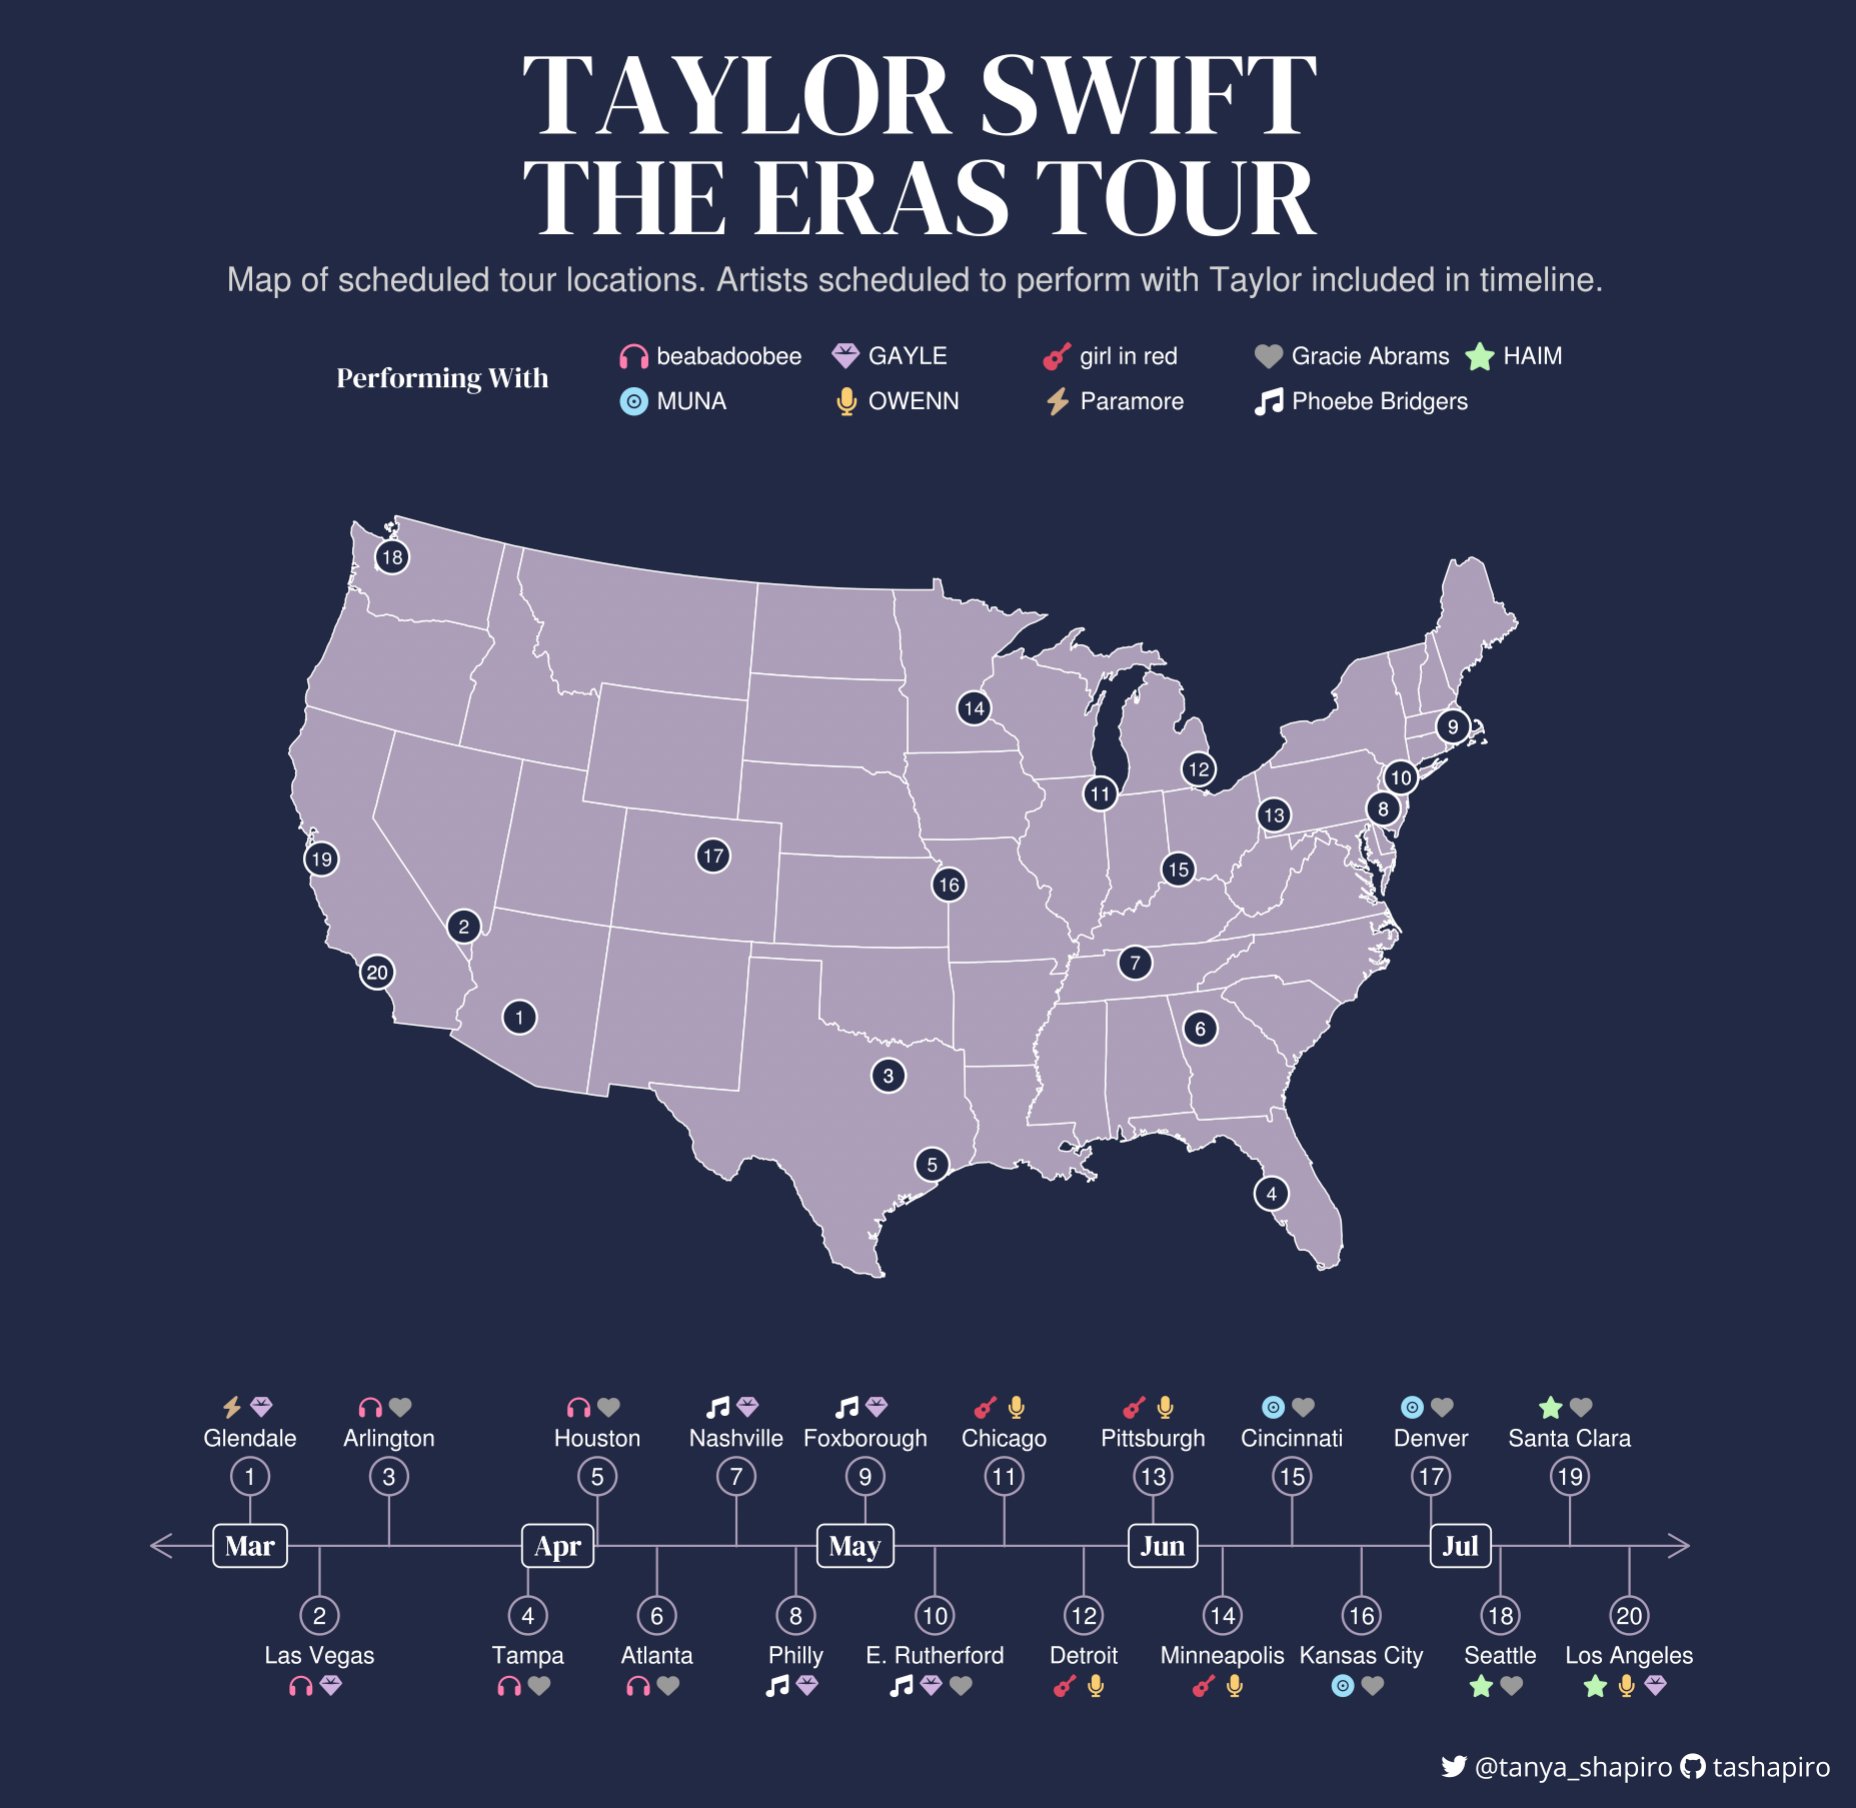 TAYLOR SWIFT
THE ERAS TOUR
Map of scheduled tour locations. Artists scheduled to perform with Taylor included in timeline.
Performing With
beabadoobee GAYLE girl in red Gracie Abrams HAIM
MUNA OWENN Paramore Phoebe Bridgers
18
14
9
12
10
11
8
13
17
19
15
16
2
7
20
1
6
3
5
4
Glendale Arlington Houston Nashville Foxborough Chicago Pittsburgh Cincinnati Denver Santa Clara
1 3 5 7 9 11 13 15 17 19
Mar Apr May Jun Jul
2 4 6 8 10 12 14 16 18 20
Las Vegas Tampa Atlanta Philly E. Rutherford Detroit Minneapolis Kansas City Seattle Los Angeles
@tanya_shapiro tashapiro